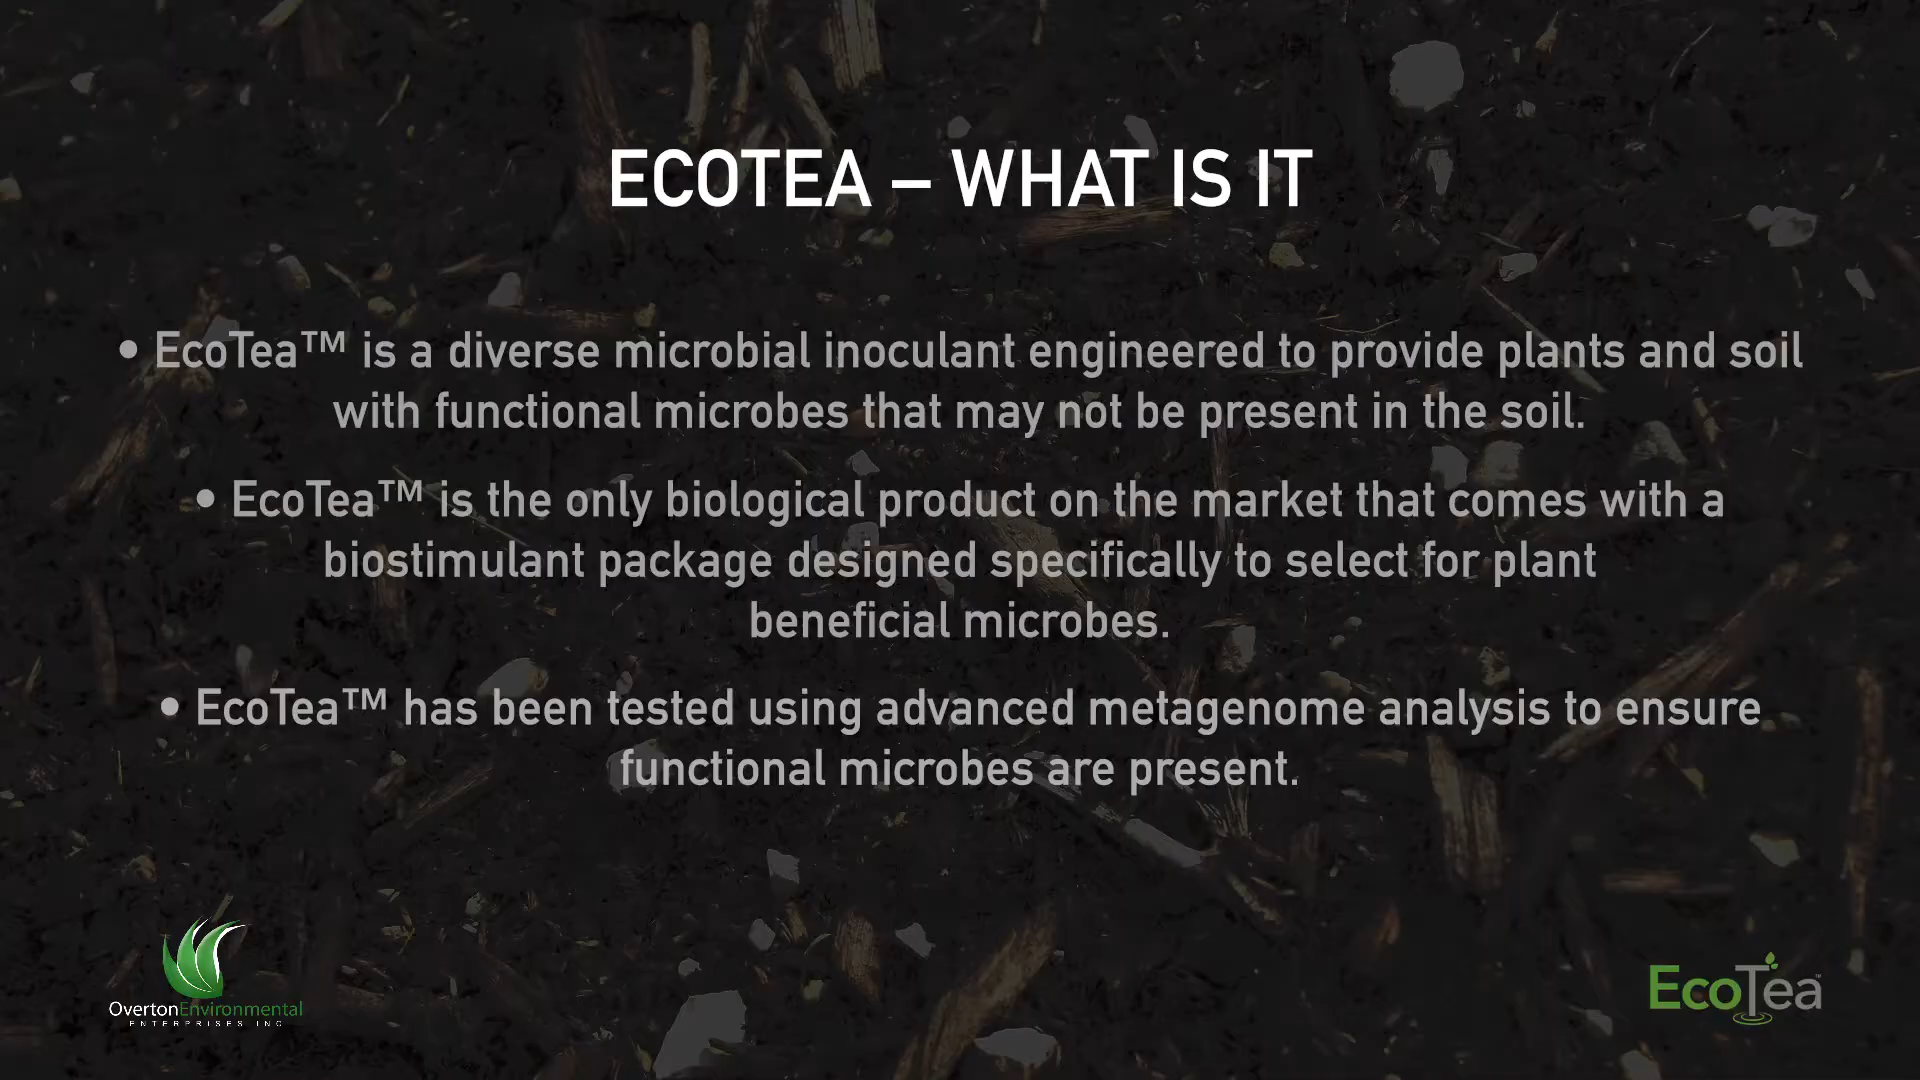 ECOTEA – WHAT IS IT
• EcoTea™ is a diverse microbial inoculant engineered to provide plants and soil
with functional microbes that may not be present in the soil.
• EcoTea™ is the only biological product on the market that comes with a
biostimulant package designed specifically to select for plant
beneficial microbes.
• EcoTea™ has been tested using advanced metagenome analysis to ensure
functional microbes are present.
OvertonEnvironmental
ENTERPRISES INC
EcoTea™